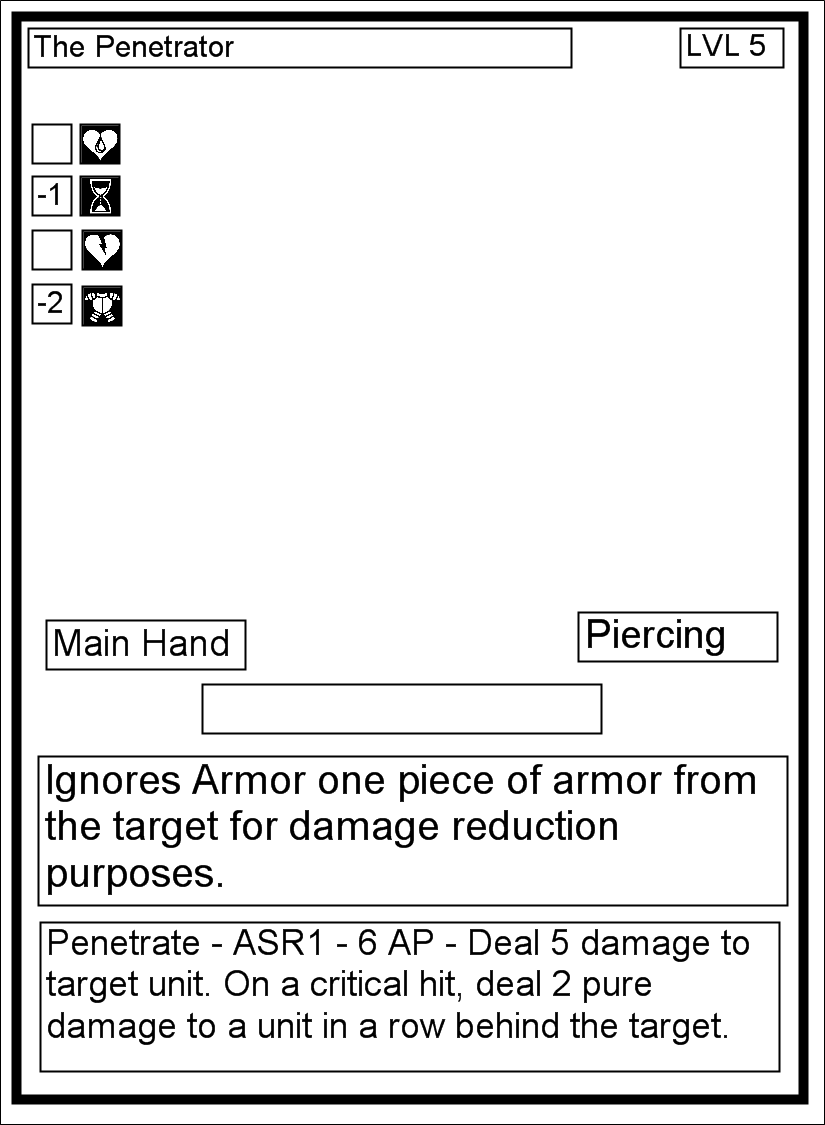 The Penetrator
LVL 5
-1
-2
Main Hand
Piercing
Ignores Armor one piece of armor from
the target for damage reduction
purposes.
Penetrate - ASR1 - 6 AP - Deal 5 damage to
target unit. On a critical hit, deal 2 pure
damage to a unit in a row behind the target.